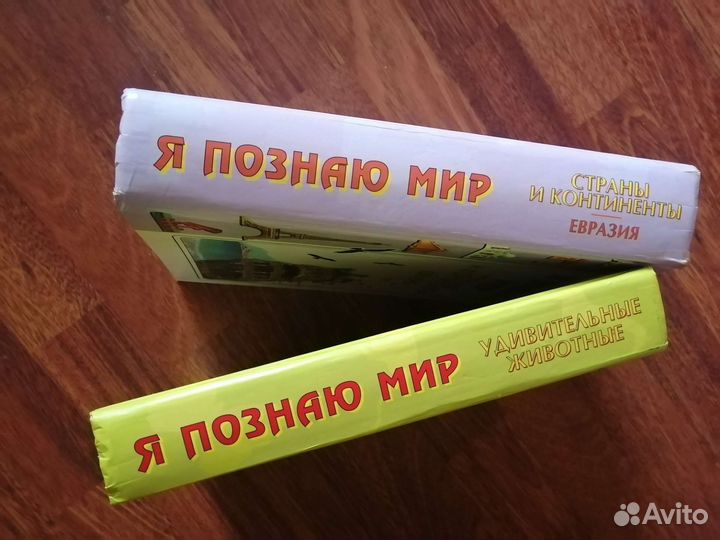 Я ПОЗНАЮ МИР
СТРАНЫ
И КОНТИНЕНТЫ
ЕВРАЗИЯ
Я ПОЗНАЮ МИР
УДИВИТЕЛЬНЫЕ
ЖИВОТНЫЕ
Avito